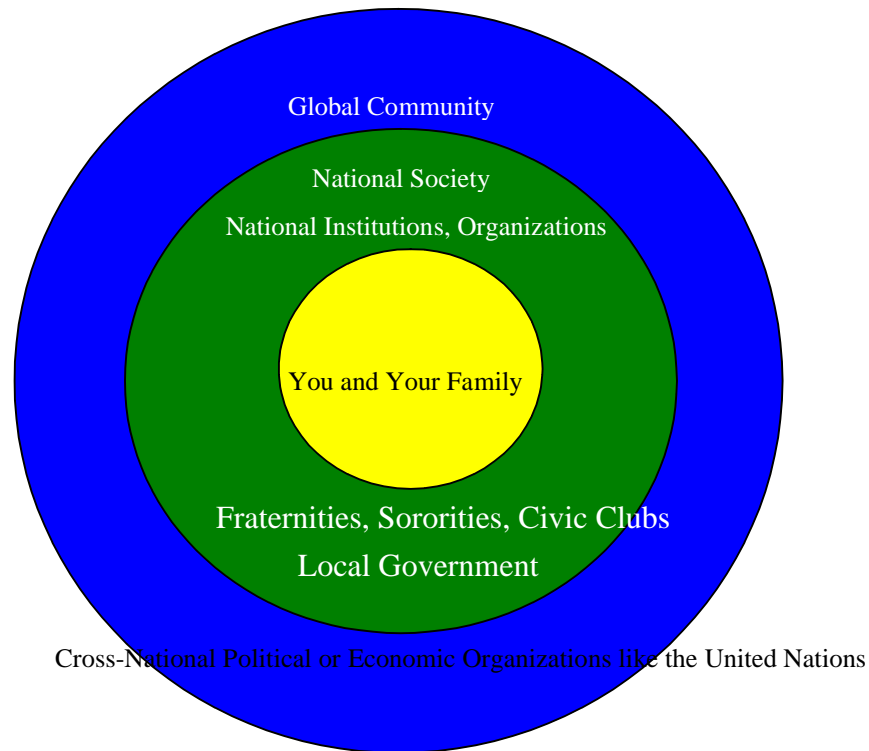 Global Community
National Society
National Institutions, Organizations
You and Your Family
Fraternities, Sororities, Civic Clubs
Local Government
Cross-National Political or Economic Organizations like the United Nations